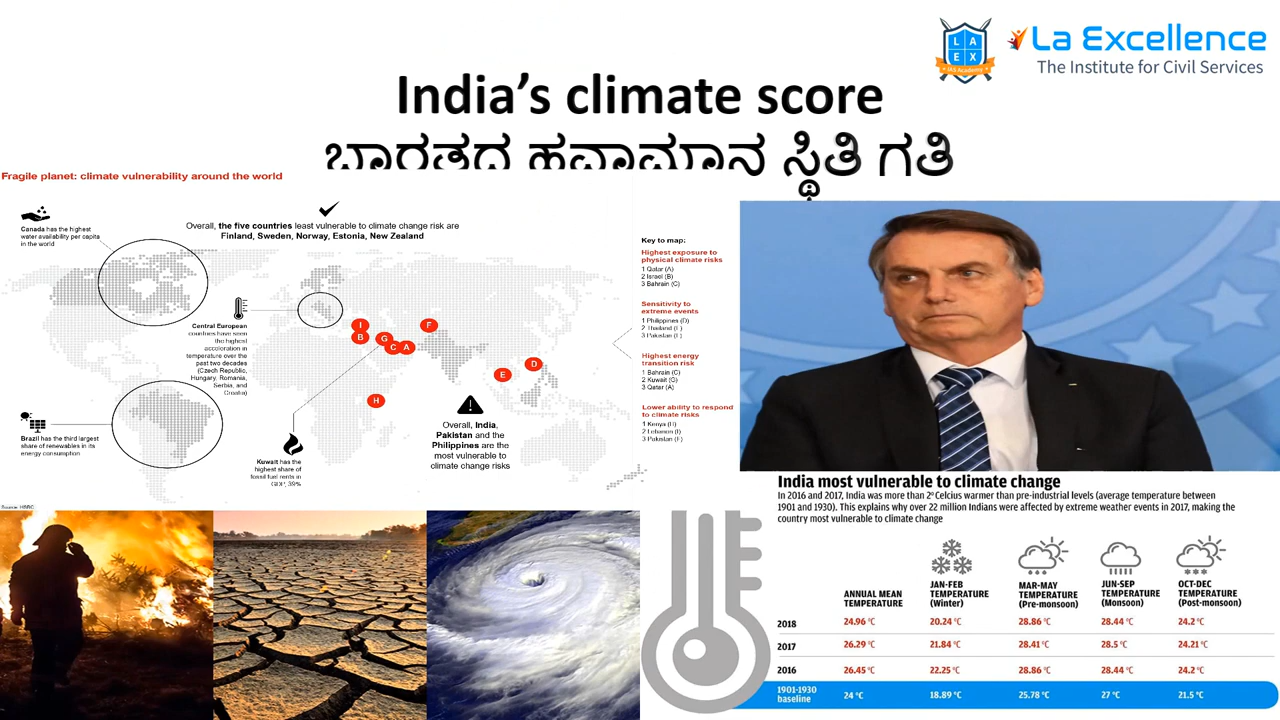 L A
E X
IAS Academy
La Excellence
The Institute for Civil Services
India's climate score
ಭಾರತದ ಹವಾಮಾನ ಸ್ಥಿತಿ ಗತಿ
Fragile planet: climate vulnerability around the world
Canada has the highest
water availability per capita
in the world
Overall, the five countries least vulnerable to climate change risk are
Finland, Sweden, Norway, Estonia, New Zealand
Central European
countries have seen
the highest
acceleration in
temperature over the
past two decades
(Czech Republic,
Hungary, Romania,
Serbia, and
Croatia)
I
B
G
C
A
F
D
E
H
Brazil has the third largest
share of renewables in its
energy consumption
Kuwait has the
highest share of
fossil fuel rents in
GDP, 39%
Overall, India,
Pakistan and the
Philippines are the
most vulnerable to
climate change risks
Source: HSBC
Key to map:
Highest exposure to
physical climate risks
1 Qatar (A)
2 Israel (B)
3 Bahrain (C)
Sensitivity to
extreme events
1 Philippines (D)
2 Thailand (E)
3 Pakistan (F)
Highest energy
transition risk
1 Bahrain (C)
2 Kuwait (G)
3 Qatar (A)
Lower ability to respond
to climate risks
1 Kenya (H)
2 Lebanon (I)
3 Pakistan (F)
India most vulnerable to climate change
In 2016 and 2017, India was more than 2º Celcius warmer than pre-industrial levels (average temperature between
1901 and 1930). This explains why over 22 million Indians were affected by extreme weather events in 2017, making the
country most vulnerable to climate change
ANNUAL MEAN TEMPERATURE
JAN-FEB TEMPERATURE (Winter)
MAR-MAY TEMPERATURE (Pre-monsoon)
JUN-SEP TEMPERATURE (Monsoon)
OCT-DEC TEMPERATURE (Post-monsoon)
2018 24.96 °C 20.24 °C 28.86 °C 28.44 °C 24.2 °C
2017 26.29 °C 21.84 °C 28.41 °C 28.5 °C 24.21 °C
2016 26.45 °C 22.25 °C 28.86 °C 28.44 °C 24.2 °C
1901-1930 baseline 24 °C 18.89 °C 25.78 °C 27 °C 21.5 °C